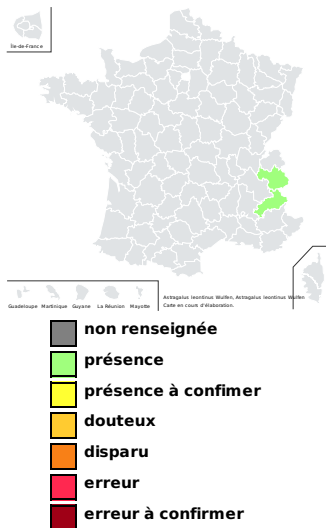 Île-de-France
Guadeloupe Martinique Guyane La Réunion Mayotte
Astragalus leontinus Wulfen, Astragalus leontinus Wulfen
Carte en cours d'élaboration.
non renseignée
présence
présence à confimer
douteux
disparu
erreur
erreur à confirmer